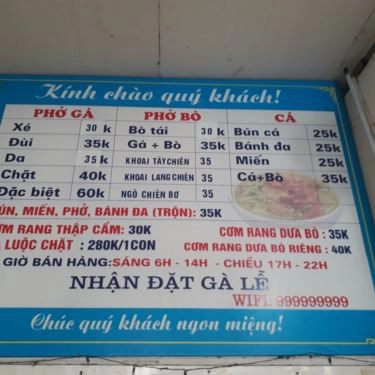 Kính chào quý khách!
PHỞ GÀ PHỞ BÒ CÁ
Xé 30 k Bò tái 30 k Bún cá 25k
Đùi 35k Gà + Bò 35k Bánh đa 25k
Da 35 k KHOAI TÂY CHIÊN 35 Miến 25k
Chặt 40k KHOAI LANG CHIÊN 35 Cá+Bò 35k
Đặc biệt 60k NGÔ CHIÊN BƠ 35
ÚN, MIẾN, PHỞ, BÁNH ĐA (TRỘN): 35K
ƠM RANG THẬP CẨM: 30K CƠM RANG DƯA BÒ : 35K
À LUỘC CHẶT : 280K/1CON CƠM RANG DƯA BÒ RIÊNG : 40K
GIỜ BÁN HÀNG: SÁNG 6H - 14H - CHIỀU 17H - 22H
NHẬN ĐẶT GÀ LỄ
WIFI: 999999999
Chúc quý khách ngon miệng!